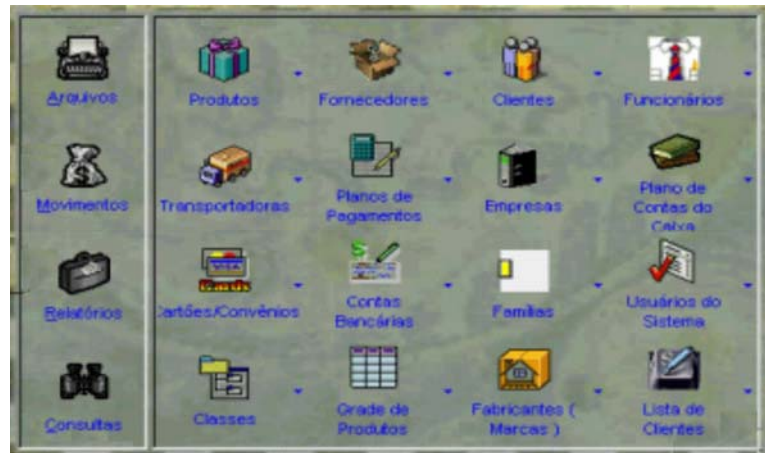 Arquivos
Produtos
Fornecedores
Clientes
Funcionários
Movimentos
Transportadoras
Planos de
Pagamentos
Empresas
Plano de
Contas do
Caixa
Relatórios
VISA
Cartões/Convênios
Contas
Bancárias
Famílias
Usuários do
Sistema
Consultas
Classes
Grade de
Produtos
Fabricantes (
Marcas )
Lista de
Clientes